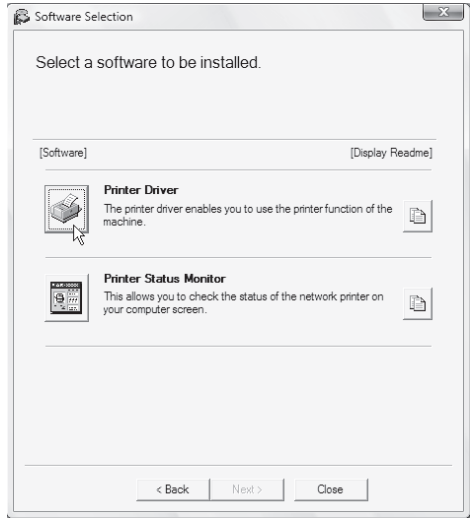 Software Selection
Select a software to be installed.
[Software] [Display Readme]
Printer Driver
The printer driver enables you to use the printer function of the
machine.
Printer Status Monitor
This allows you to check the status of the network printer on
your computer screen.
< Back Next > Close